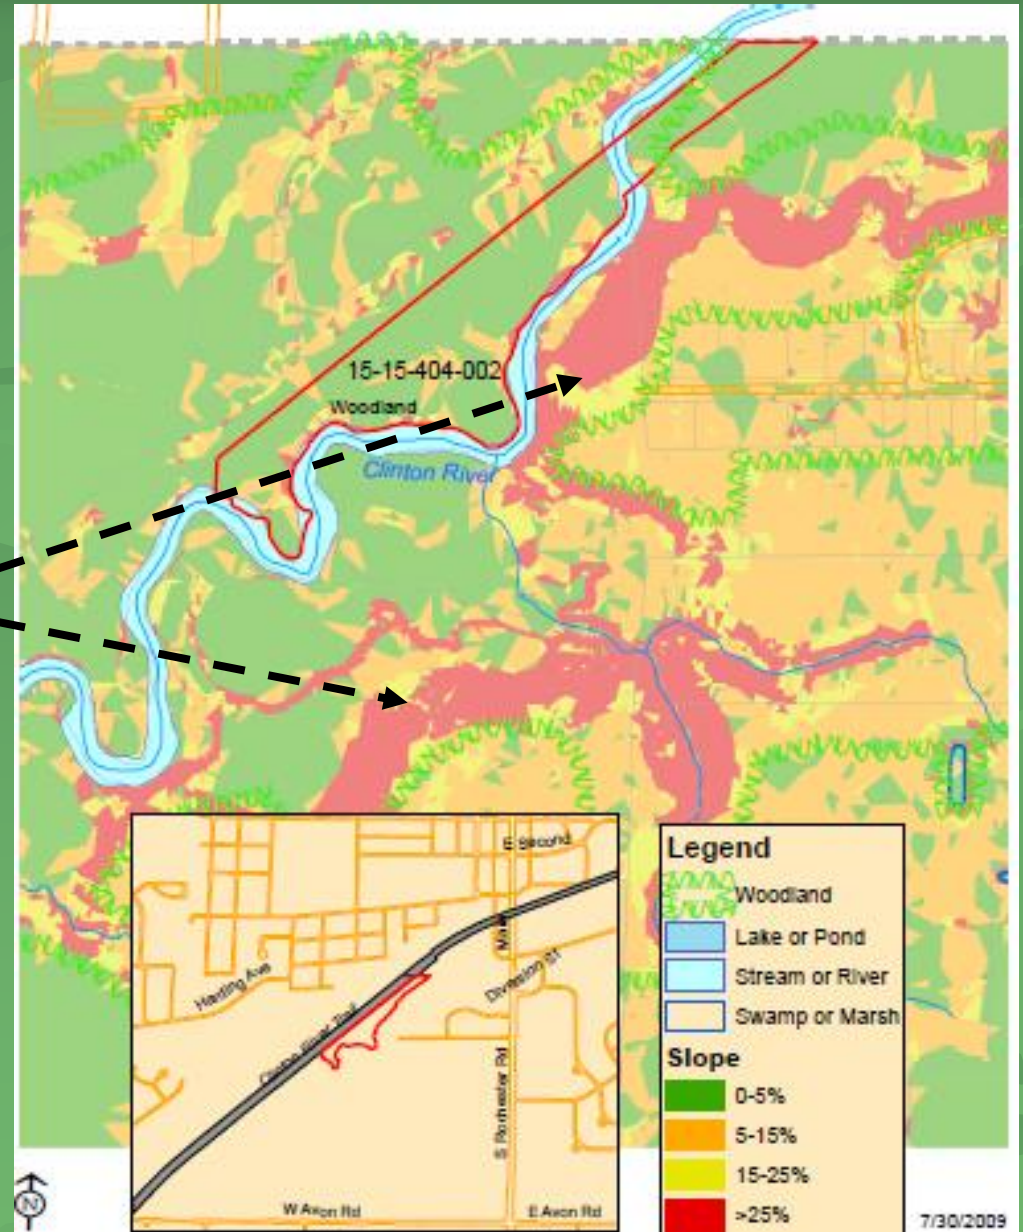 15-15-404-002
Woodland
Clinton River
E Second
Main
Harding Ave
Division St
Clinton River Trail
S Rochester Rd
W Avon Rd
E Avon Rd
Legend
Woodland
Lake or Pond
Stream or River
Swamp or Marsh
Slope
0-5%
5-15%
15-25%
>25%
N
7/30/2009